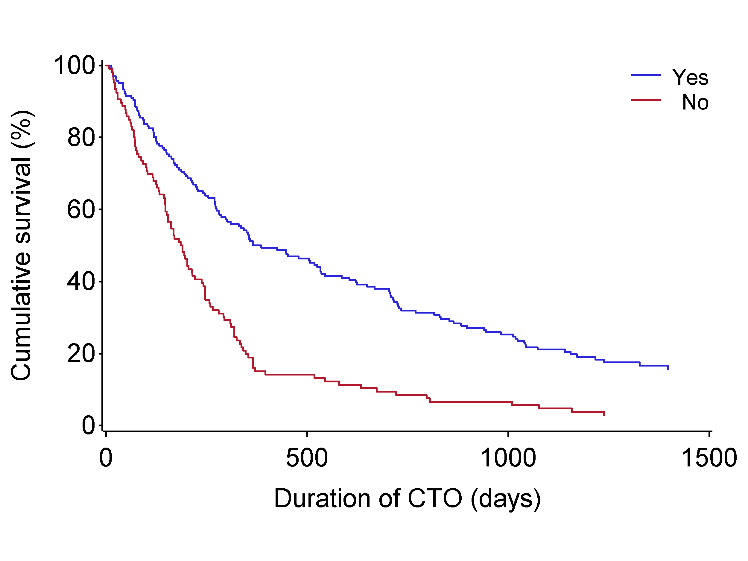 Yes
No
Cumulative survival (%)
100
80
60
40
20
0
0 500 1000 1500
Duration of CTO (days)